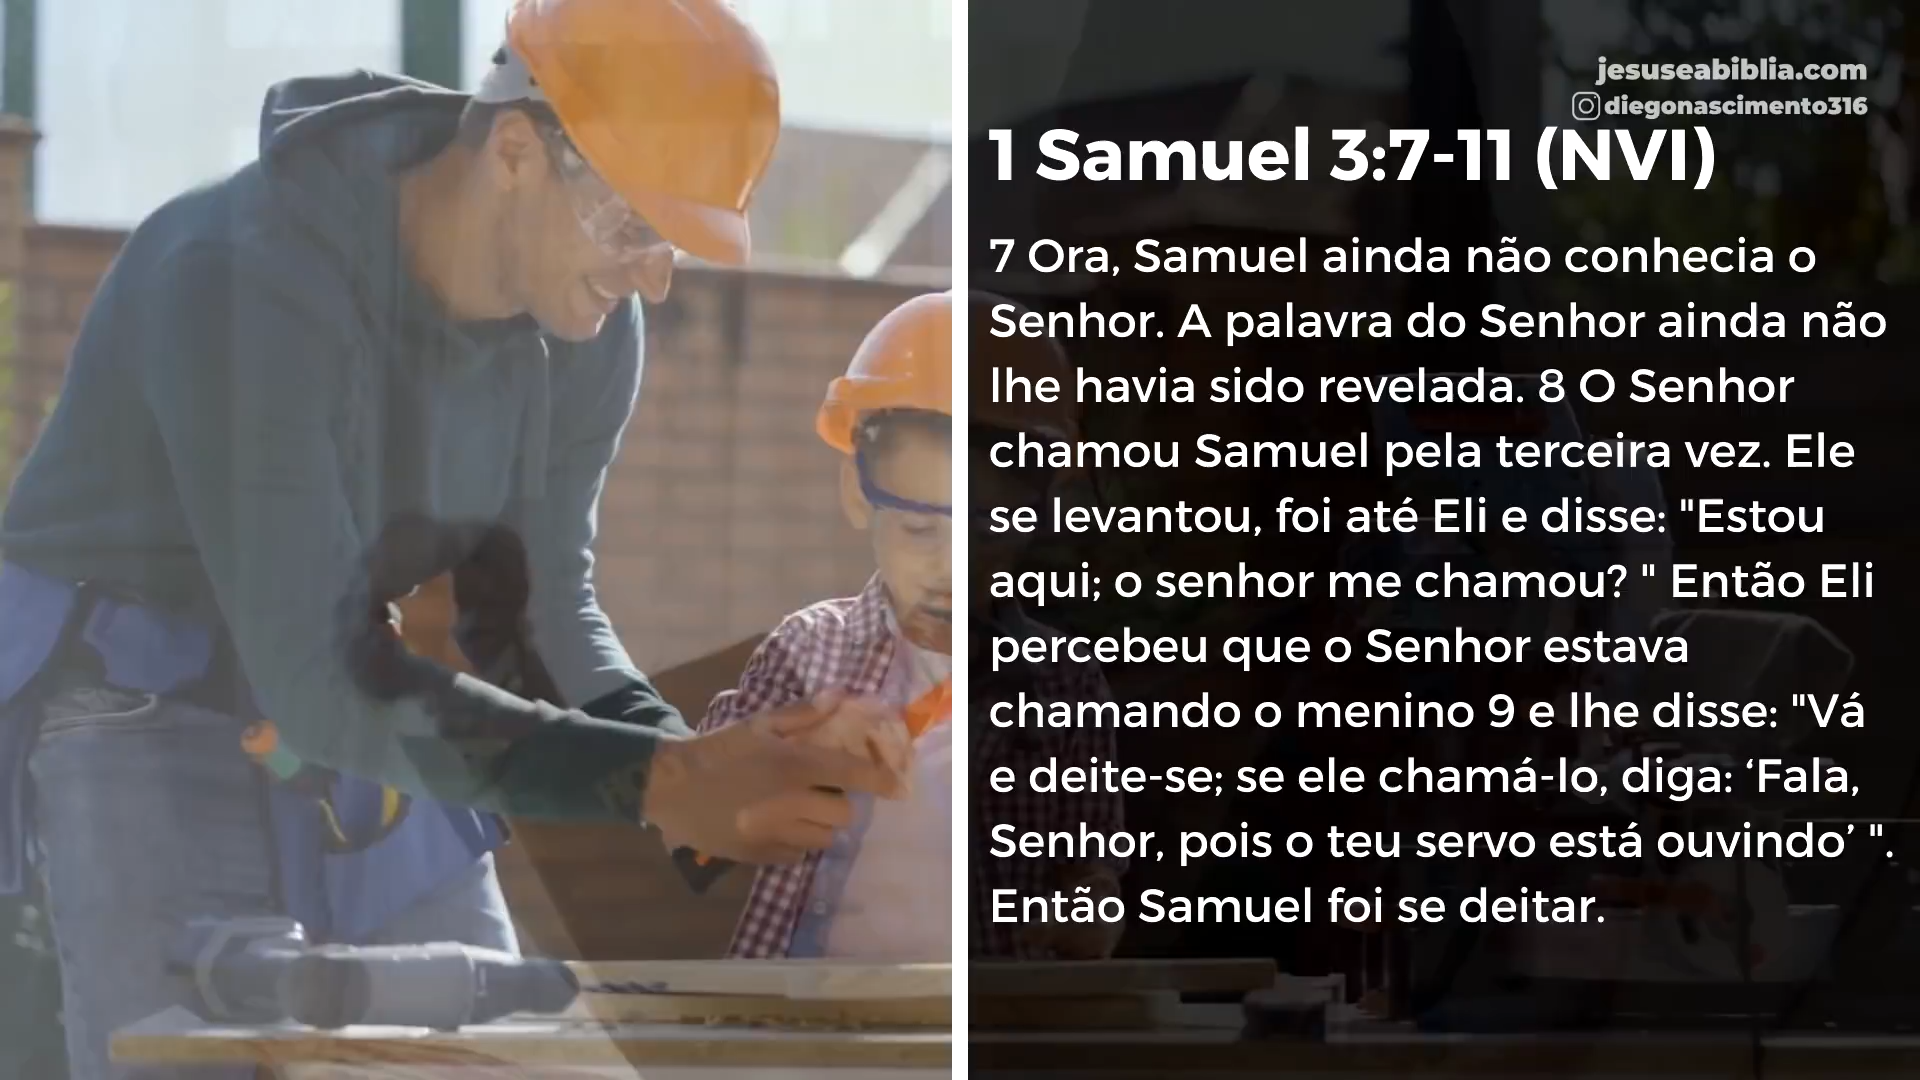 jesuseabiblia.com
diegonascimento316
1 Samuel 3:7-11 (NVI)
7 Ora, Samuel ainda não conhecia o
Senhor. A palavra do Senhor ainda não
lhe havia sido revelada. 8 O Senhor
chamou Samuel pela terceira vez. Ele
se levantou, foi até Eli e disse: "Estou
aqui; o senhor me chamou? " Então Eli
percebeu que o Senhor estava
chamando o menino 9 e lhe disse: "Vá
e deite-se; se ele chamá-lo, diga: ‘Fala,
Senhor, pois o teu servo está ouvindo’ ".
Então Samuel foi se deitar.